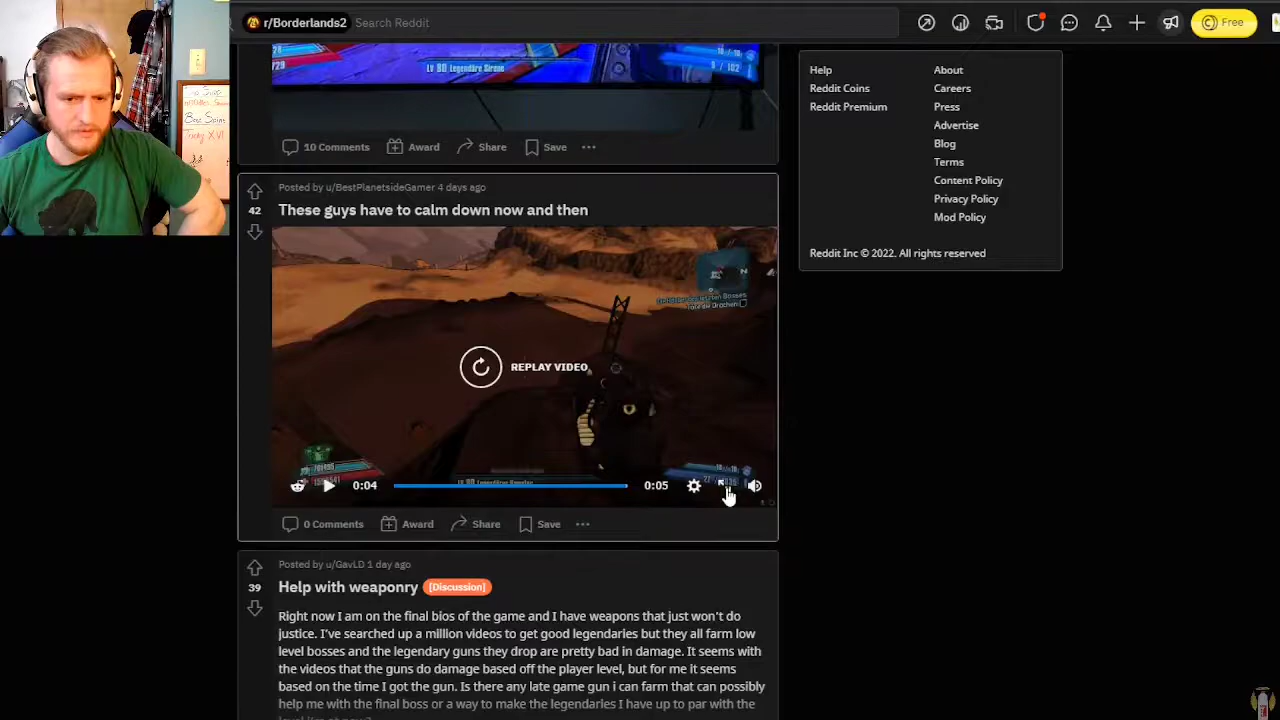 r/Borderlands2 Search Reddit
Free
LV 80 Legendäre Sirene
10 Comments Award Share Save
Help About
Reddit Coins Careers
Reddit Premium Press
Advertise
Blog
Terms
Content Policy
Privacy Policy
Mod Policy
Reddit Inc © 2022. All rights reserved
Posted by u/BestPlanetsideGamer 4 days ago
42
These guys have to calm down now and then
REPLAY VIDEO
0:04 0:05
0 Comments Award Share Save
Posted by u/GavLD 1 day ago
39
Help with weaponry [Discussion]
Right now I am on the final bios of the game and I have weapons that just won't do
justice. I've searched up a million videos to get good legendaries but they all farm low
level bosses and the legendary guns they drop are pretty bad in damage. It seems with
the videos that the guns do damage based off the player level, but for me it seems
based on the time I got the gun. Is there any late game gun i can farm that can possibly
help me with the final boss or a way to make the legendaries I have up to par with the